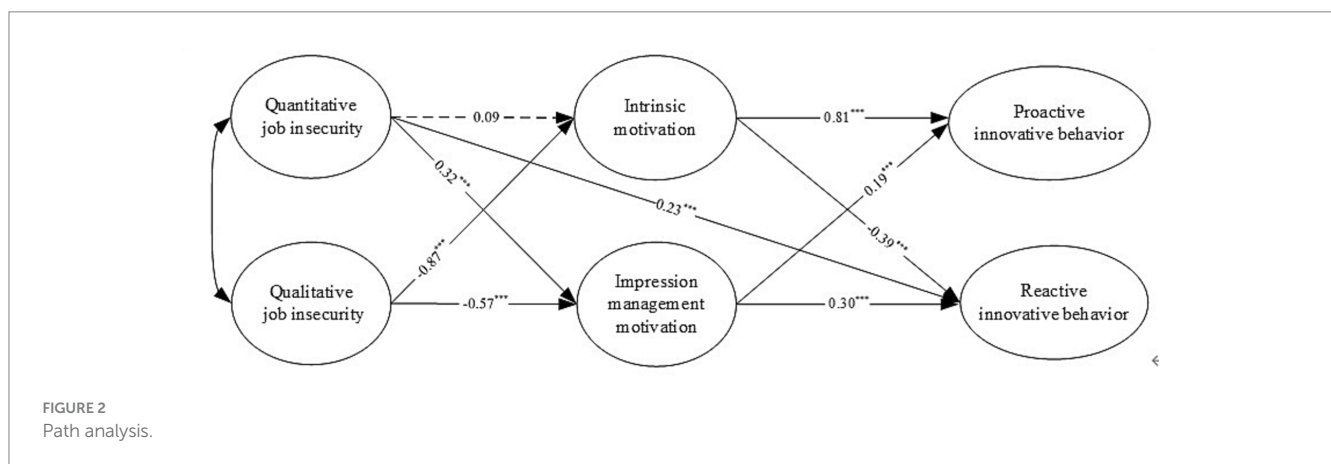 Quantitative
job insecurity
0.09
Intrinsic
motivation
0.81***
Proactive
innovative behavior
0.32***
0.19***
0.23***
-0.39***
-0.87***
Qualitative
job insecurity
-0.57***
Impression
management
motivation
0.30***
Reactive
innovative behavior
FIGURE 2
Path analysis.